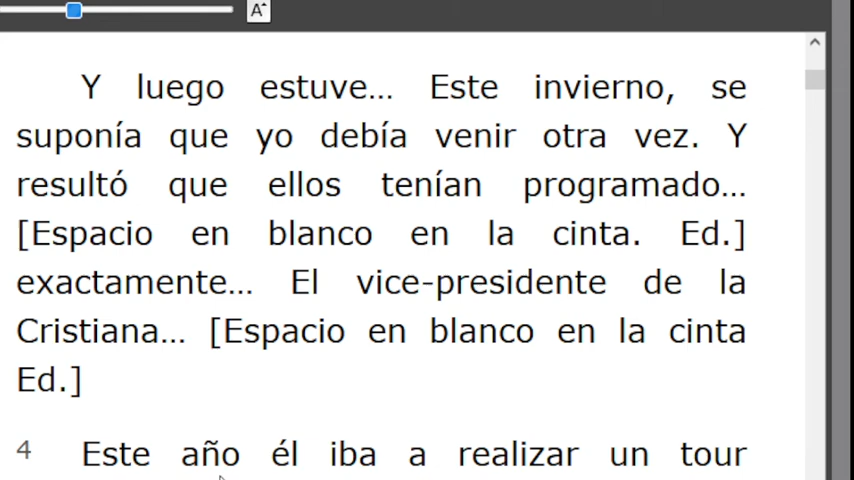 A
Y luego estuve... Este invierno, se
suponía que yo debía venir otra vez. Y
resultó que ellos tenían programado...
[Espacio en blanco en la cinta. Ed.]
exactamente... El vice-presidente de la
Cristiana... [Espacio en blanco en la cinta
Ed.]
4 Este año él iba a realizar un tour